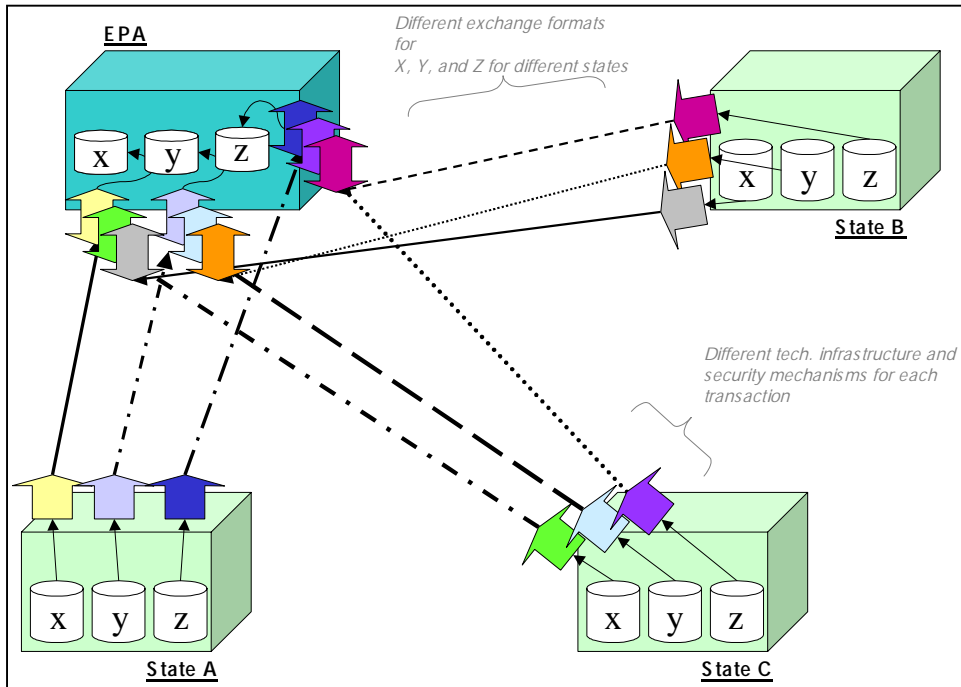 EPA
Different exchange formats
for
X, Y, and Z for different states
x
y
z
x
y
z
State B
Different tech. infrastructure and
security mechanisms for each
transaction
x
y
z
State A
x
y
z
State C